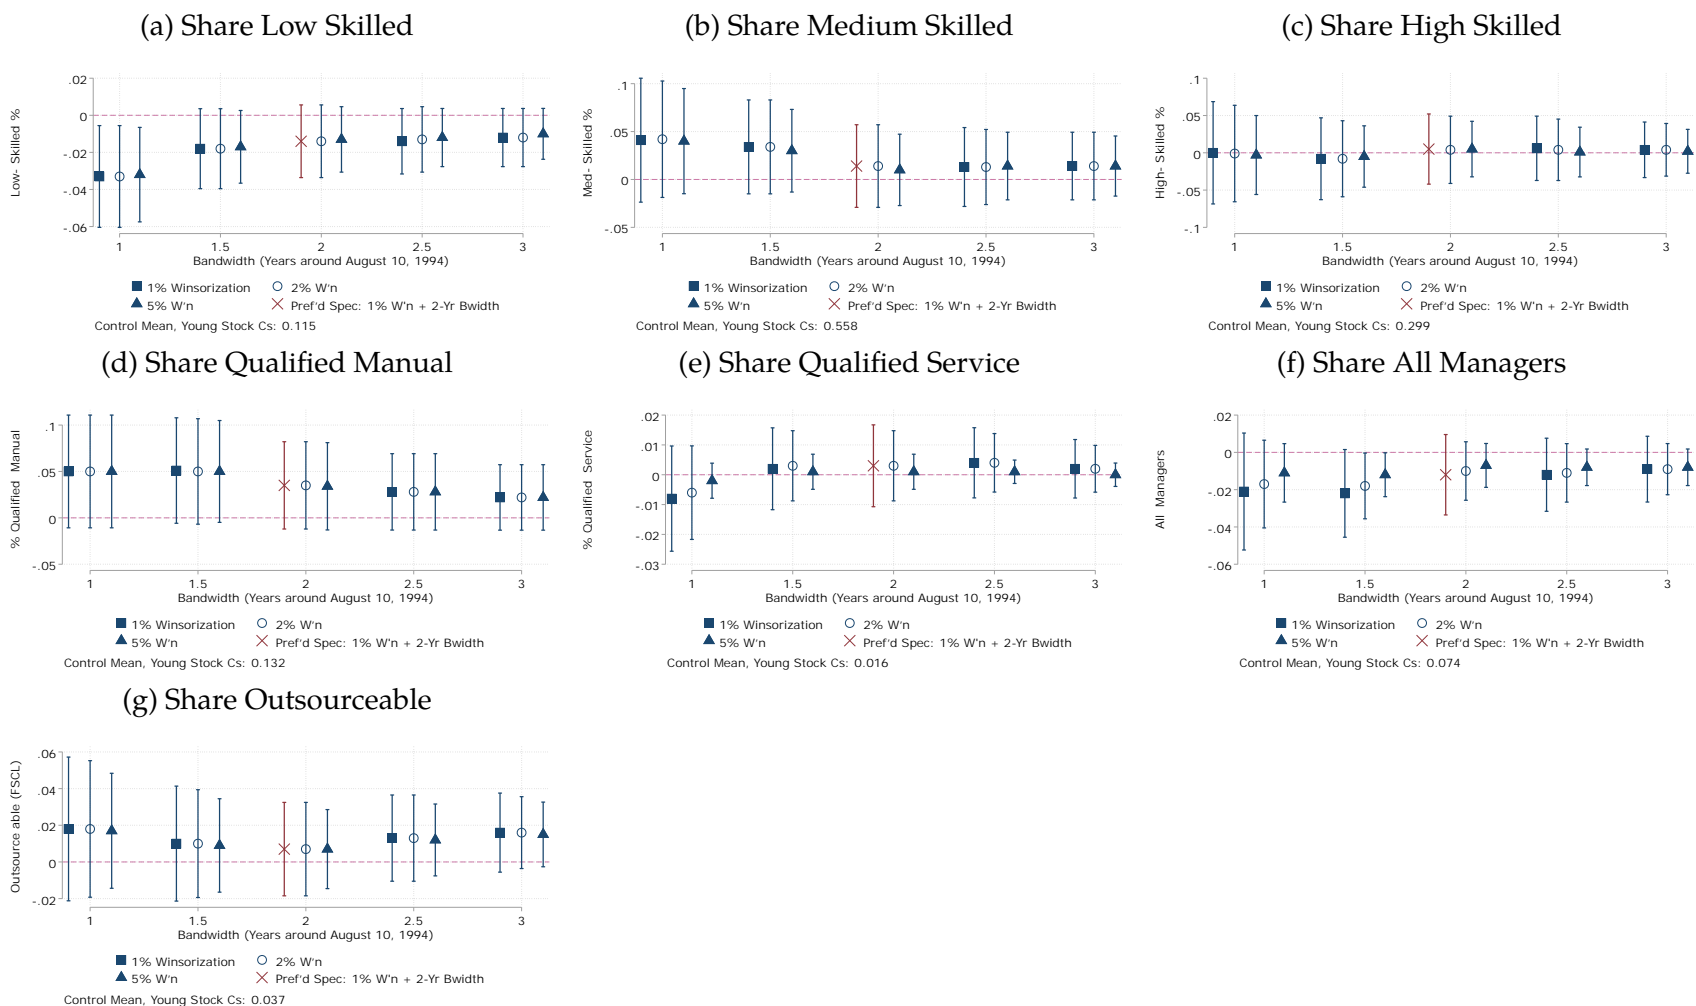 (a) Share Low Skilled
.02
0
-.02
-.04
-.06
Low- Skilled %
1 1.5 2 2.5 3
Bandwidth (Years around August 10, 1994)
1% Winsorization 2% W'n
5% W'n Pref'd Spec: 1% W'n + 2-Yr Bwidth
Control Mean, Young Stock Cs: 0.115
(b) Share Medium Skilled
.1
.05
0
-.05
Med- Skilled %
1 1.5 2 2.5 3
Bandwidth (Years around August 10, 1994)
1% Winsorization 2% W'n
5% W'n Pref'd Spec: 1% W'n + 2-Yr Bwidth
Control Mean, Young Stock Cs: 0.558
(c) Share High Skilled
.1
.05
0
-.05
-.1
High- Skilled %
1 1.5 2 2.5 3
Bandwidth (Years around August 10, 1994)
1% Winsorization 2% W'n
5% W'n Pref'd Spec: 1% W'n + 2-Yr Bwidth
Control Mean, Young Stock Cs: 0.299
(d) Share Qualified Manual
.1
.05
0
-.05
% Qualified Manual
1 1.5 2 2.5 3
Bandwidth (Years around August 10, 1994)
1% Winsorization 2% W'n
5% W'n Pref'd Spec: 1% W'n + 2-Yr Bwidth
Control Mean, Young Stock Cs: 0.132
(e) Share Qualified Service
.02
.01
0
-.01
-.02
-.03
% Qualified Service
1 1.5 2 2.5 3
Bandwidth (Years around August 10, 1994)
1% Winsorization 2% W'n
5% W'n Pref'd Spec: 1% W'n + 2-Yr Bwidth
Control Mean, Young Stock Cs: 0.016
(f) Share All Managers
.02
0
-.02
-.04
-.06
All Managers
1 1.5 2 2.5 3
Bandwidth (Years around August 10, 1994)
1% Winsorization 2% W'n
5% W'n Pref'd Spec: 1% W'n + 2-Yr Bwidth
Control Mean, Young Stock Cs: 0.074
(g) Share Outsourceable
.06
.04
.02
0
-.02
Outsource able (FSCL)
1 1.5 2 2.5 3
Bandwidth (Years around August 10, 1994)
1% Winsorization 2% W'n
5% W'n Pref'd Spec: 1% W'n + 2-Yr Bwidth
Control Mean, Young Stock Cs: 0.037